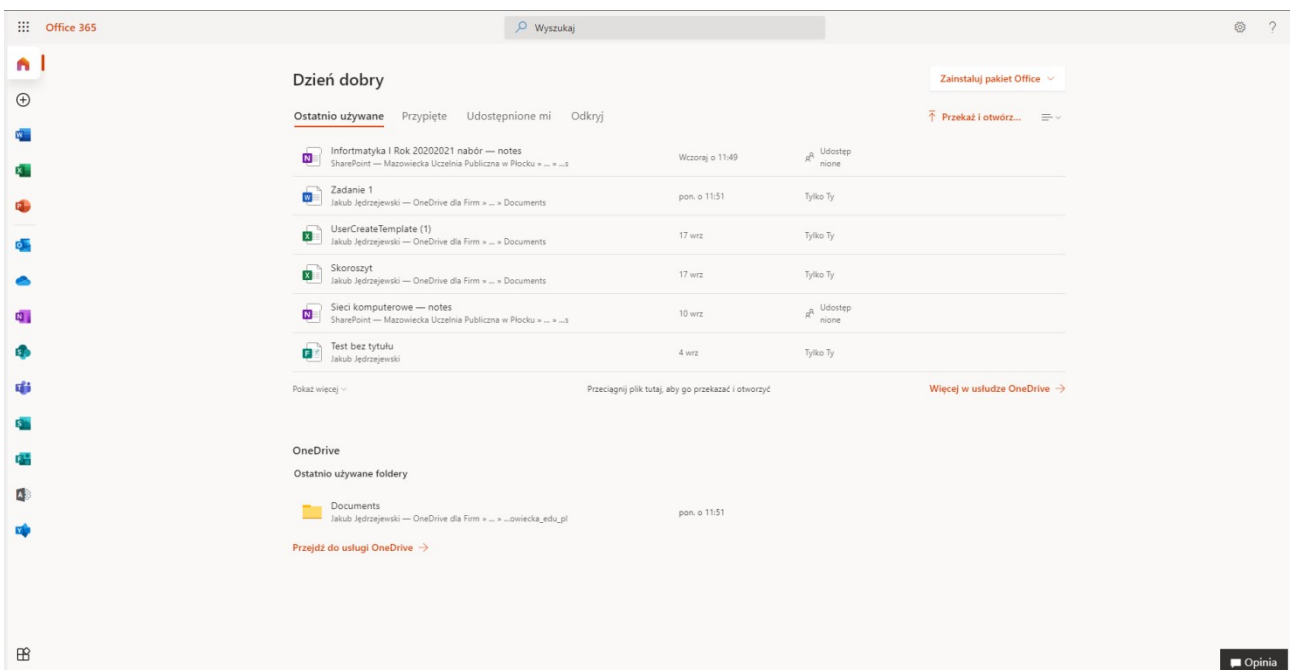 Office 365
Wyszukaj
Dzień dobry
Zainstaluj pakiet Office
Ostatnio używane Przypięte Udostępnione mi Odkryj
Przekaż i otwórz...
Infortmatyka I Rok 20202021 nabór — notes
SharePoint — Mazowiecka Uczelnia Publiczna w Płocku » ... » ...s
Wczoraj o 11:49
Udostęp
nione
Zadanie 1
Jakub Jędrzejewski — OneDrive dla Firm » ... » Documents
pon. o 11:51
Tylko Ty
UserCreateTemplate (1)
Jakub Jędrzejewski — OneDrive dla Firm » ... » Documents
17 wrz
Tylko Ty
Skoroszyt
Jakub Jędrzejewski — OneDrive dla Firm » ... » Documents
17 wrz
Tylko Ty
Sieci komputerowe — notes
SharePoint — Mazowiecka Uczelnia Publiczna w Płocku » ... » ...s
10 wrz
Udostęp
nione
Test bez tytułu
Jakub Jędrzejewski
4 wrz
Tylko Ty
Pokaż więcej
Przeciągnij plik tutaj, aby go przekazać i otworzyć
Więcej w usłudze OneDrive
OneDrive
Ostatnio używane foldery
Documents
Jakub Jędrzejewski — OneDrive dla Firm » ... » ...owiecka_edu_pl
pon. o 11:51
Przejdź do usługi OneDrive
Opinia